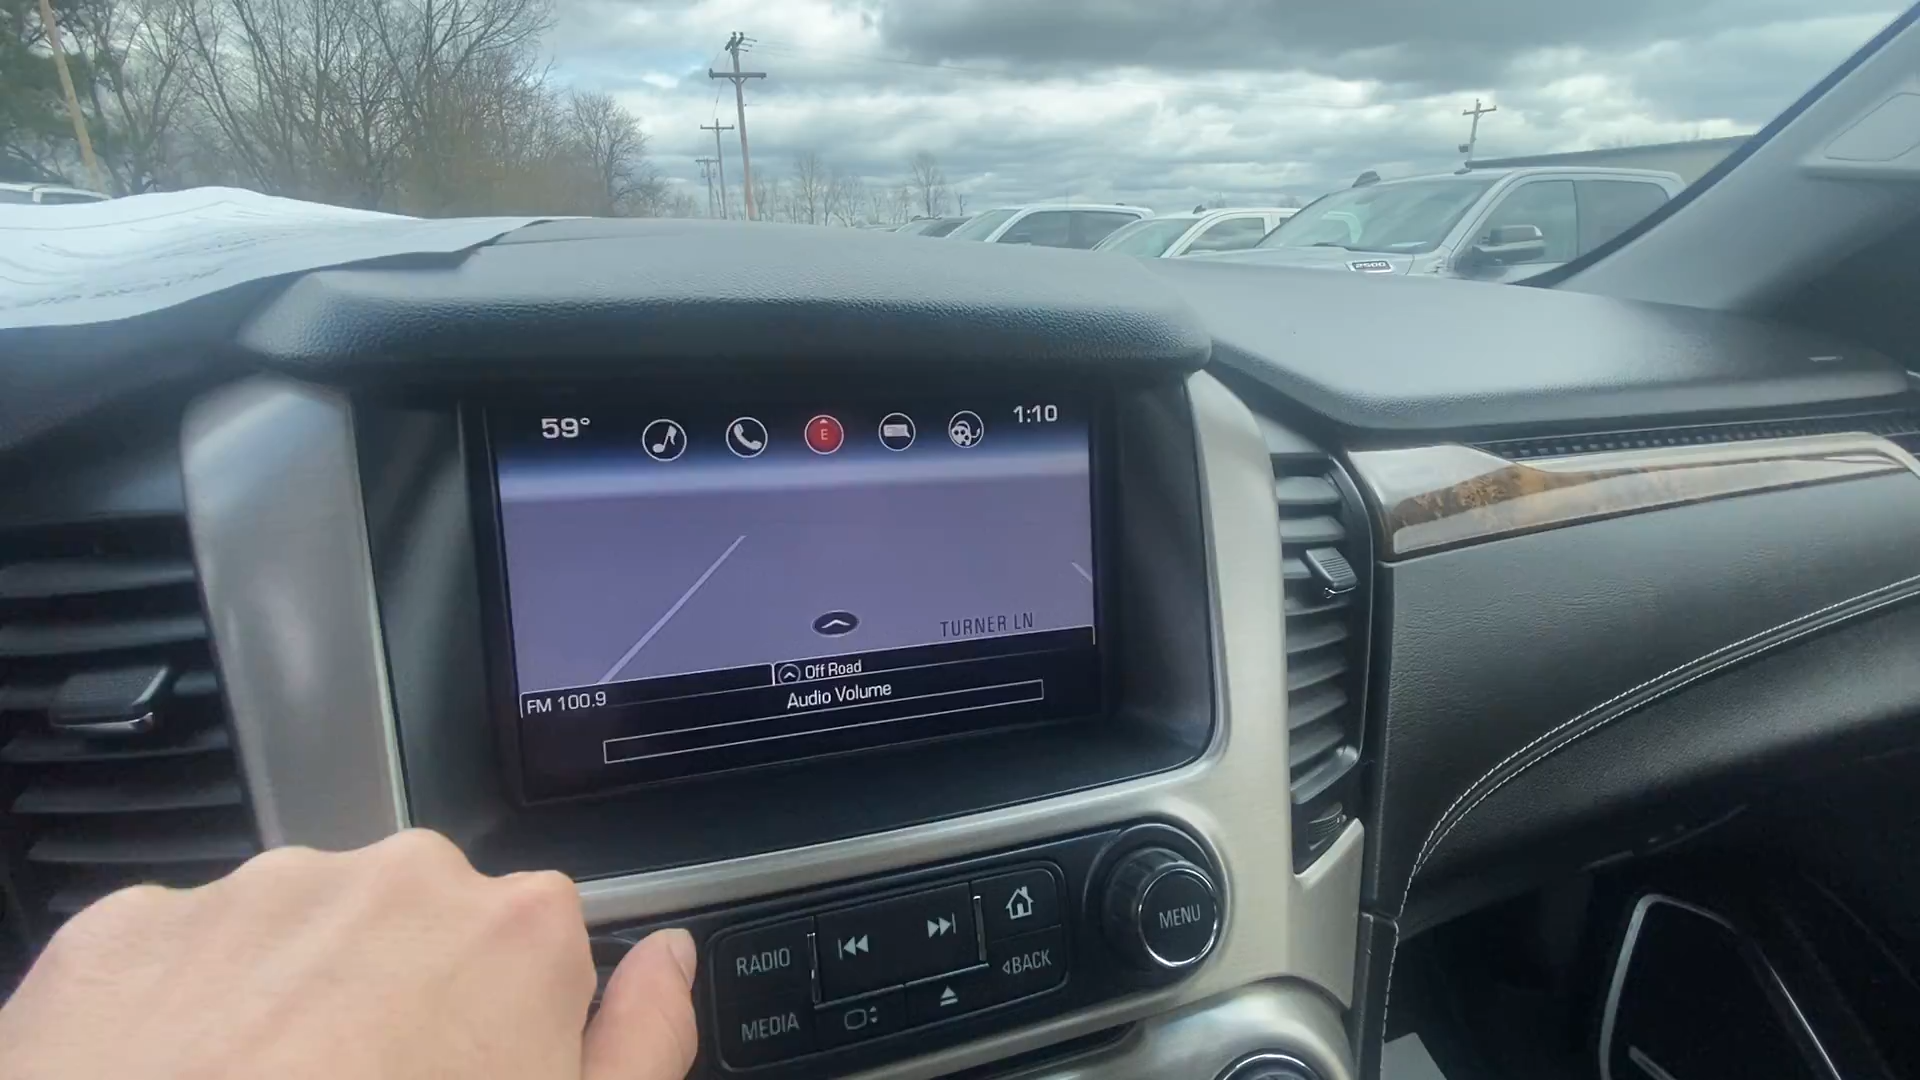 2500
59°
E
1:10
TURNER LN
Off Road
FM 100.9
Audio Volume
RADIO
MEDIA
BACK
MENU